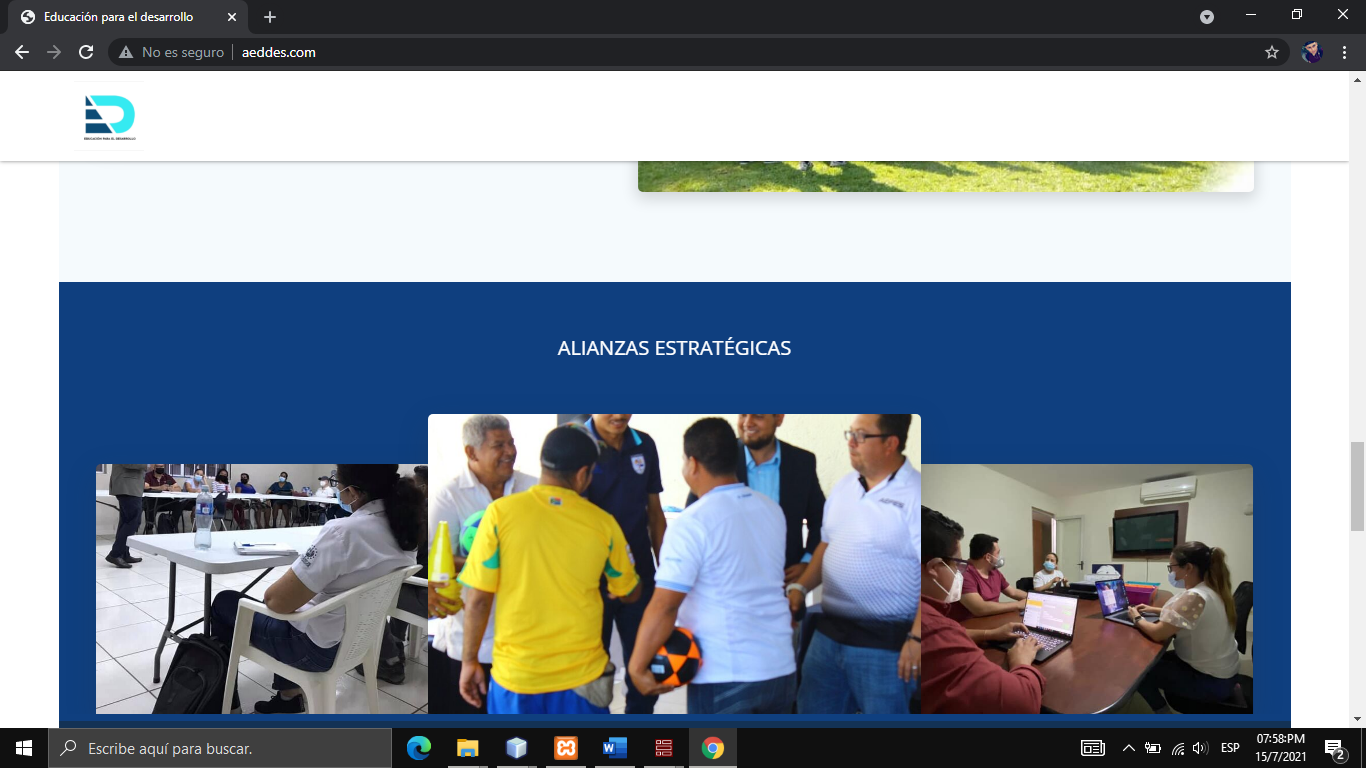 Educación para el desarrollo
No es seguro
aeddes.com
EDUCACIÓN PARA EL DESARROLLO
ALIANZAS ESTRATÉGICAS
Escribe aquí para buscar.
ESP
07:58:PM
15/7/2021
2